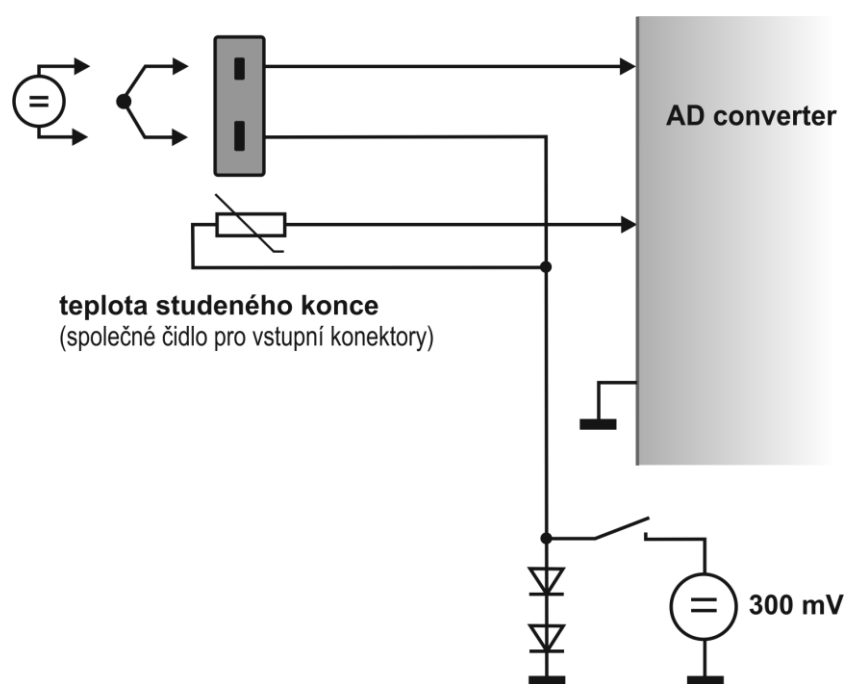 AD converter
teplota studeného konce
(společné čidlo pro vstupní konektory)
300 mV